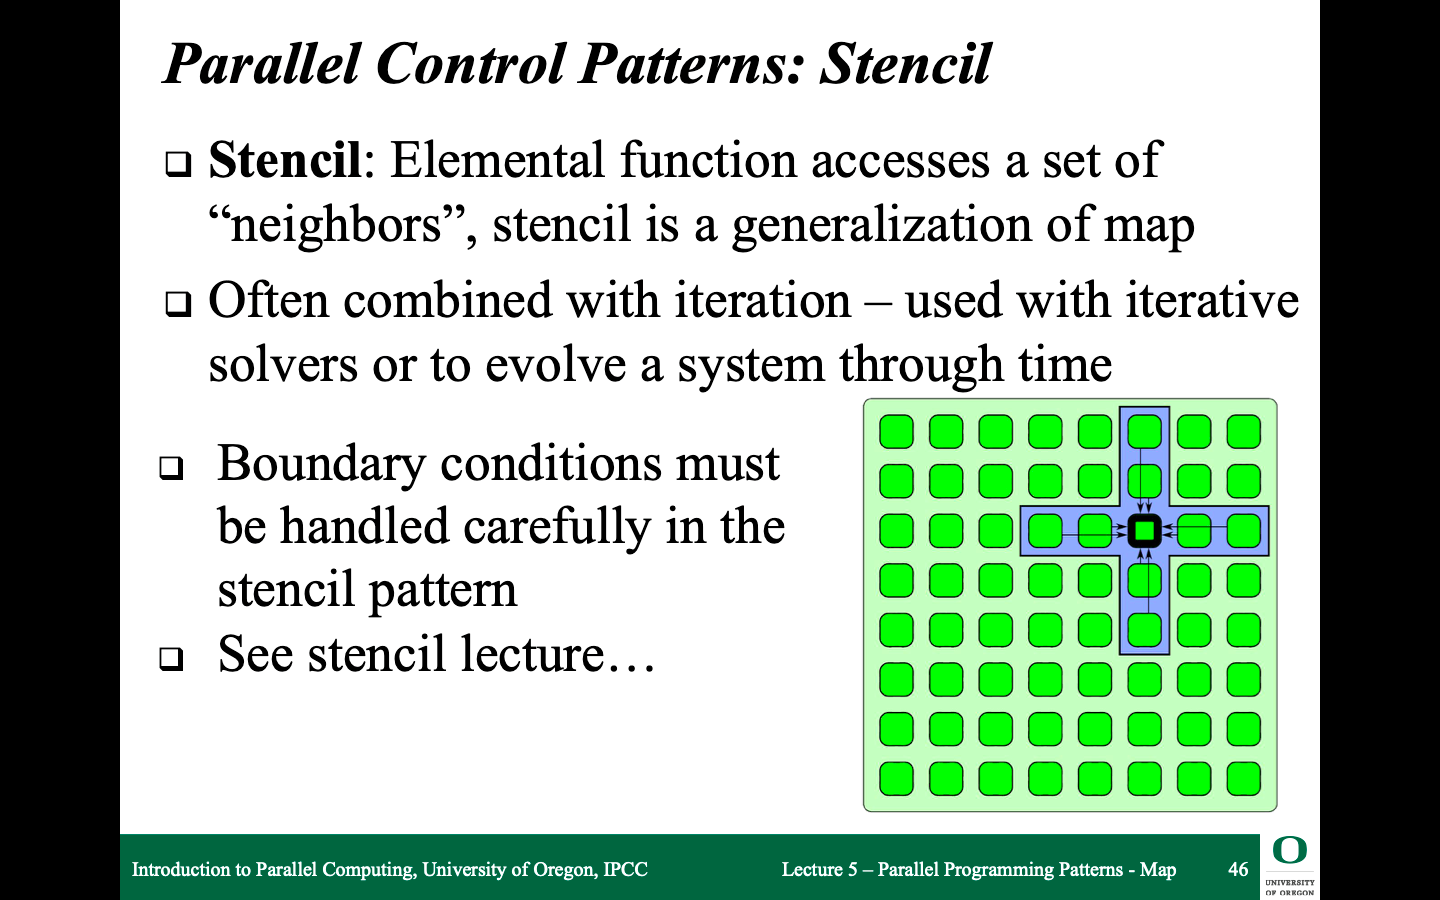 Parallel Control Patterns: Stencil
❑ Stencil: Elemental function accesses a set of
“neighbors”, stencil is a generalization of map
❑ Often combined with iteration – used with iterative
solvers or to evolve a system through time
❑ Boundary conditions must
be handled carefully in the
stencil pattern
❑ See stencil lecture…
Introduction to Parallel Computing, University of Oregon, IPCC
Lecture 5 – Parallel Programming Patterns - Map
46
O
UNIVERSITY
OF OREGON